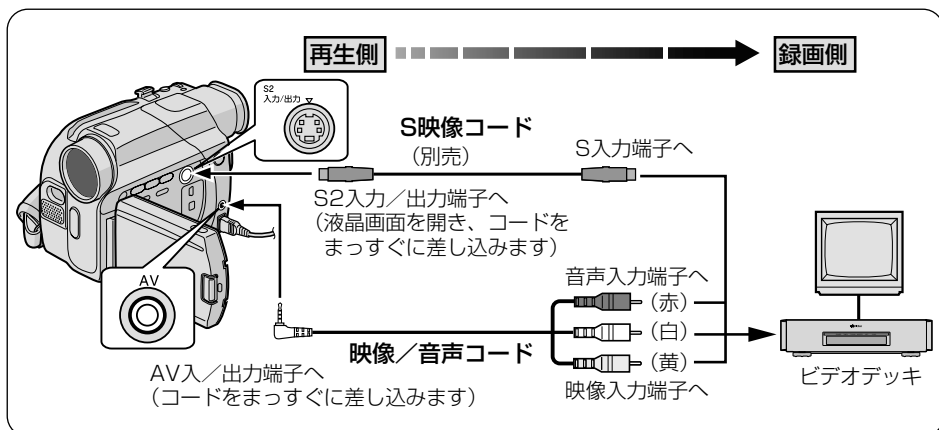 再生側
録画側
S2
入力/出力
S映像コード
(別売)
S入力端子へ
S2入力／出力端子へ
(液晶画面を開き、コードを
まっすぐに差し込みます)
AV
音声入力端子へ
(赤)
(白)
(黄)
映像／音声コード
映像入力端子へ
AV入／出力端子へ
(コードをまっすぐに差し込みます)
ビデオデッキ